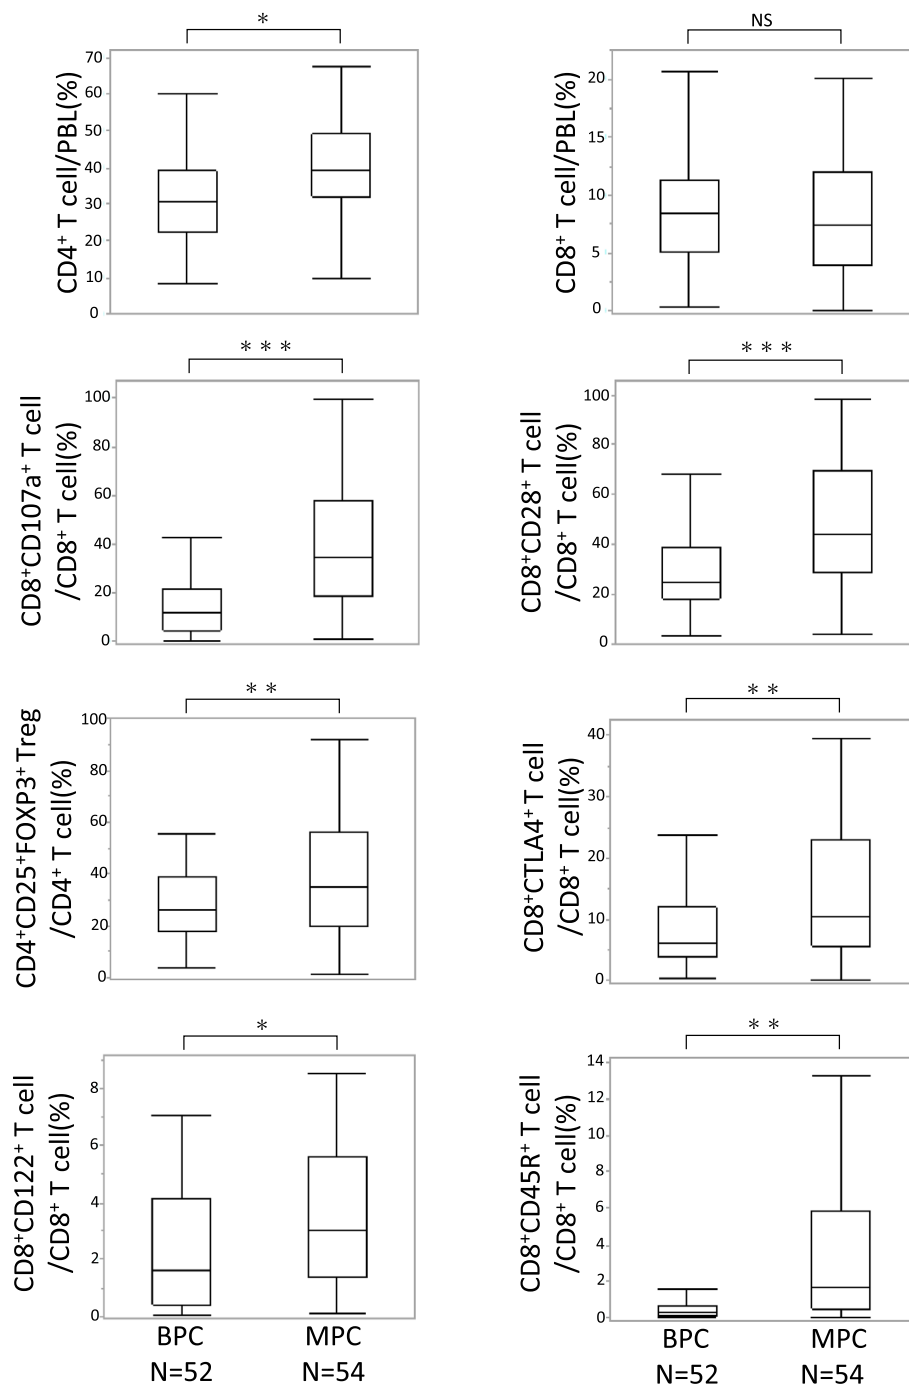 *
CD4⁺ T cell/PBL(%)
70
60
50
40
30
20
10
0
NS
CD8⁺ T cell/PBL(%)
20
15
10
5
0
* * *
CD8⁺CD107a⁺ T cell
/CD8⁺ T cell(%)
100
80
60
40
20
0
* * *
CD8⁺CD28⁺ T cell
/CD8⁺ T cell(%)
100
80
60
40
20
0
* *
CD4⁺CD25⁺FOXP3⁺Treg
/CD4⁺ T cell(%)
100
80
60
40
20
0
* *
CD8⁺CTLA4⁺ T cell
/CD8⁺ T cell(%)
40
30
20
10
0
*
CD8⁺CD122⁺ T cell
/CD8⁺ T cell(%)
8
6
4
2
0
BPC MPC
N=52 N=54
* *
CD8⁺CD45R⁺ T cell
/CD8⁺ T cell(%)
14
12
10
8
6
4
2
0
BPC MPC
N=52 N=54